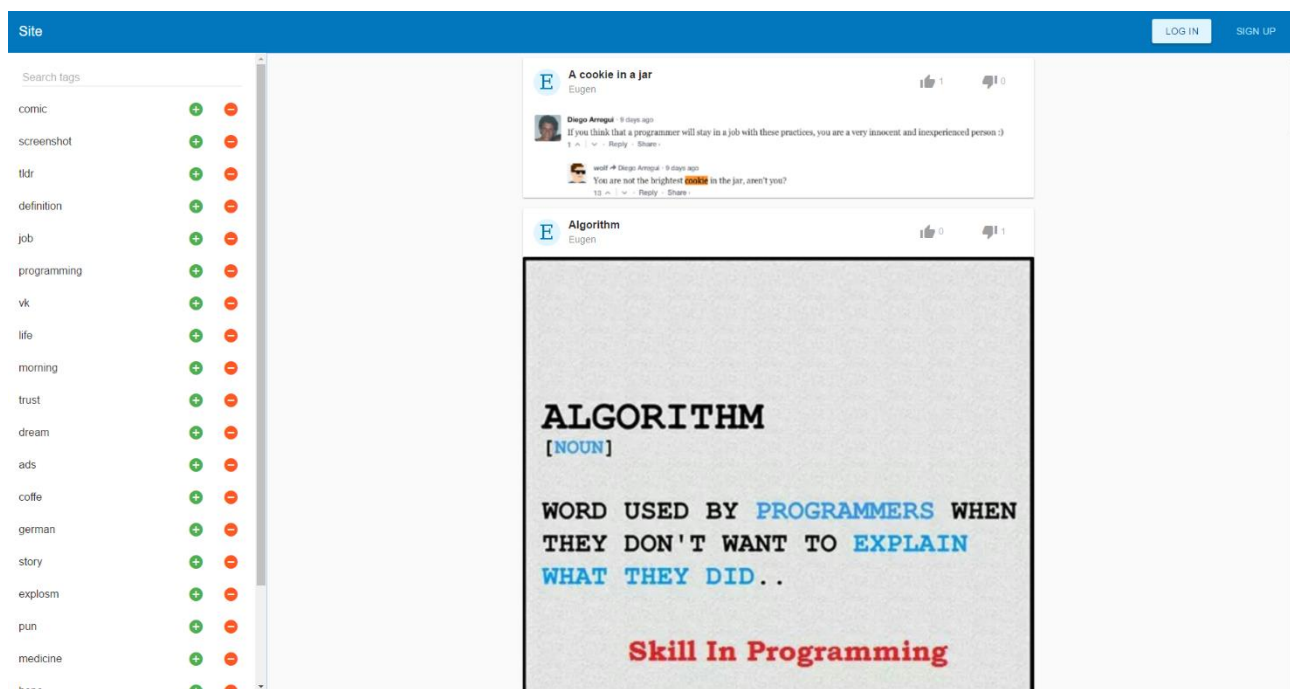 Site
LOG IN
SIGN UP
Search tags
comic
screenshot
tldr
definition
job
programming
vk
life
morning
trust
dream
ads
coffe
german
story
explosm
pun
medicine
E
A cookie in a jar
Eugen
1
0
Diego Arregui · 9 days ago
If you think that a programmer will stay in a job with these practices, you are a very innocent and inexperienced person :)
1 · Reply · Share ›
wolf Diego Arregui · 9 days ago
You are not the brightest cookie in the jar, aren't you?
13 · Reply · Share ›
E
Algorithm
Eugen
0
1
ALGORITHM
[NOUN]
WORD USED BY PROGRAMMERS WHEN
THEY DON'T WANT TO EXPLAIN
WHAT THEY DID..
Skill In Programming